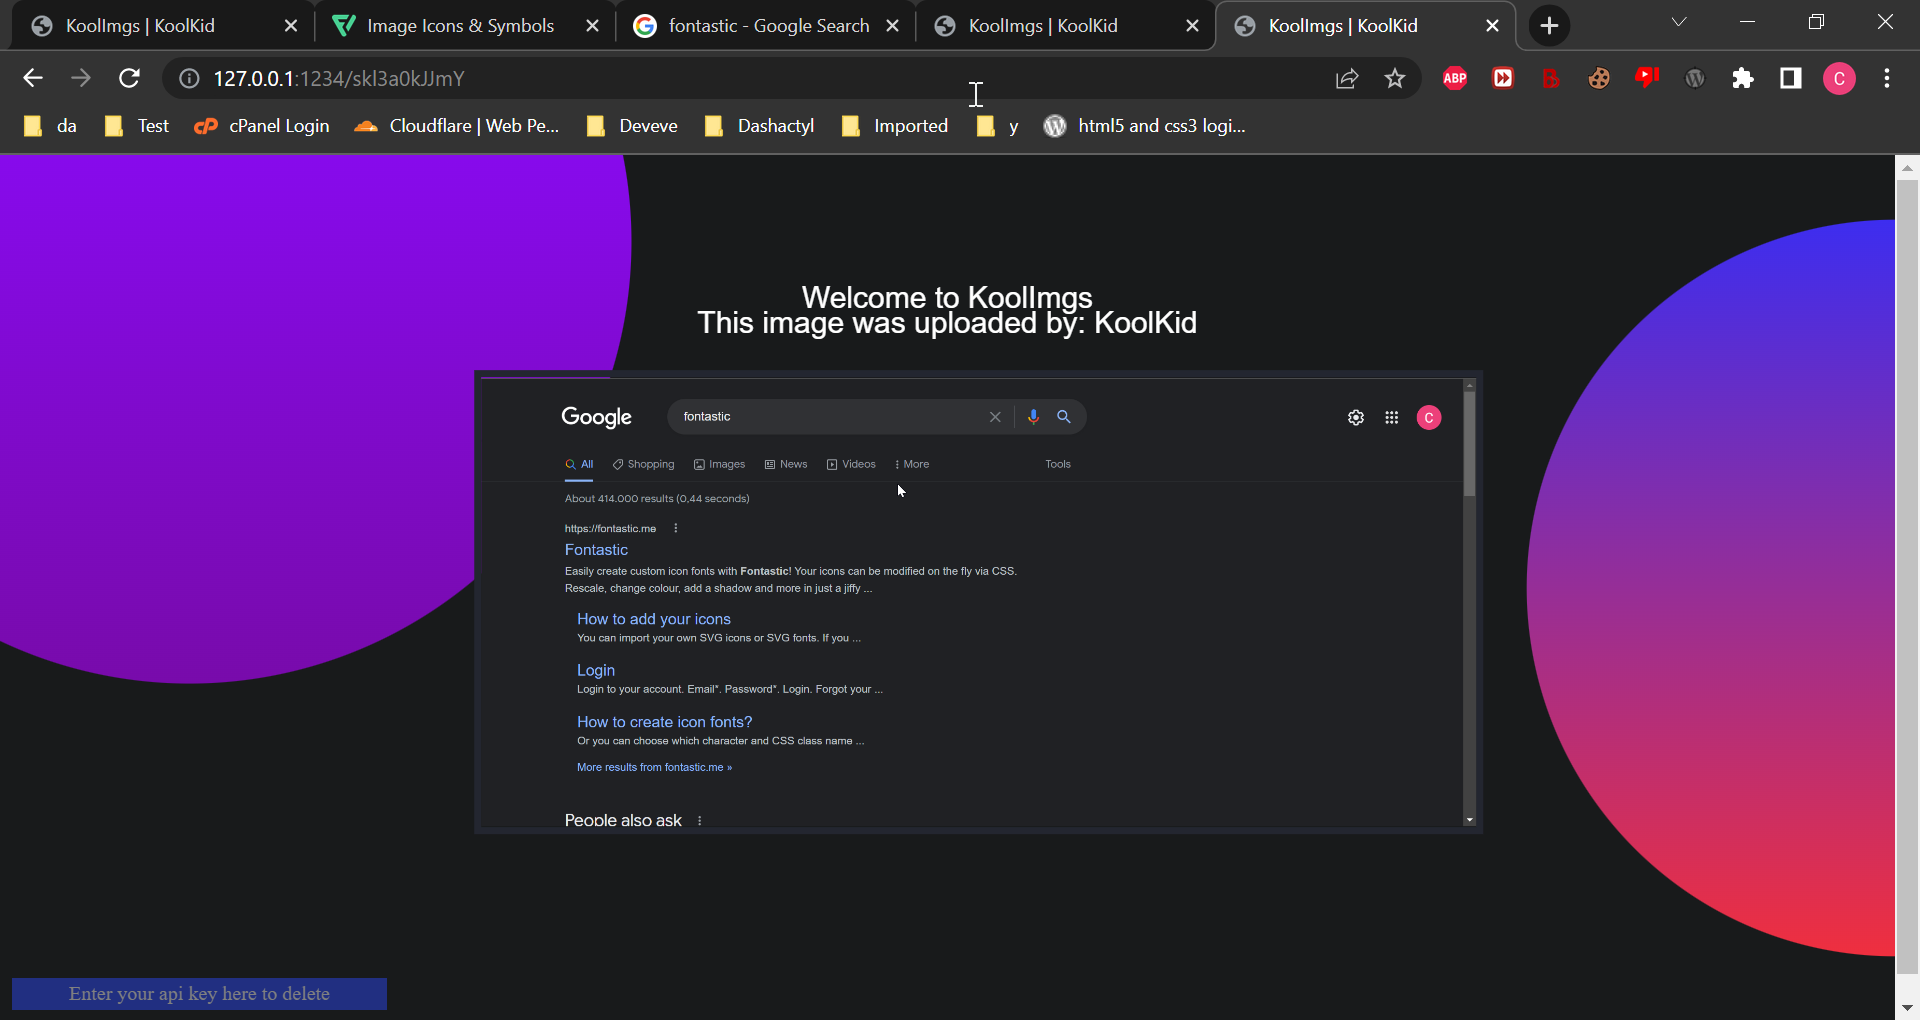 KoolImgs | KoolKid
Image Icons & Symbols
fontastic - Google Search
KoolImgs | KoolKid
KoolImgs | KoolKid
127.0.0.1:1234/skl3a0kJJmY
ABP
C
da
Test
cP
cPanel Login
Cloudflare | Web Pe...
Deveve
Dashactyl
Imported
y
html5 and css3 logi...
Welcome to KoolImgs
This image was uploaded by: KoolKid
Google
fontastic
C
All
Shopping
Images
News
Videos
More
Tools
About 414.000 results (0,44 seconds)
https://fontastic.me
Fontastic
Easily create custom icon fonts with Fontastic! Your icons can be modified on the fly via CSS.
Rescale, change colour, add a shadow and more in just a jiffy ...
How to add your icons
You can import your own SVG icons or SVG fonts. If you ...
Login
Login to your account. Email*. Password*. Login. Forgot your ...
How to create icon fonts?
Or you can choose which character and CSS class name ...
More results from fontastic.me »
People also ask
Enter your api key here to delete